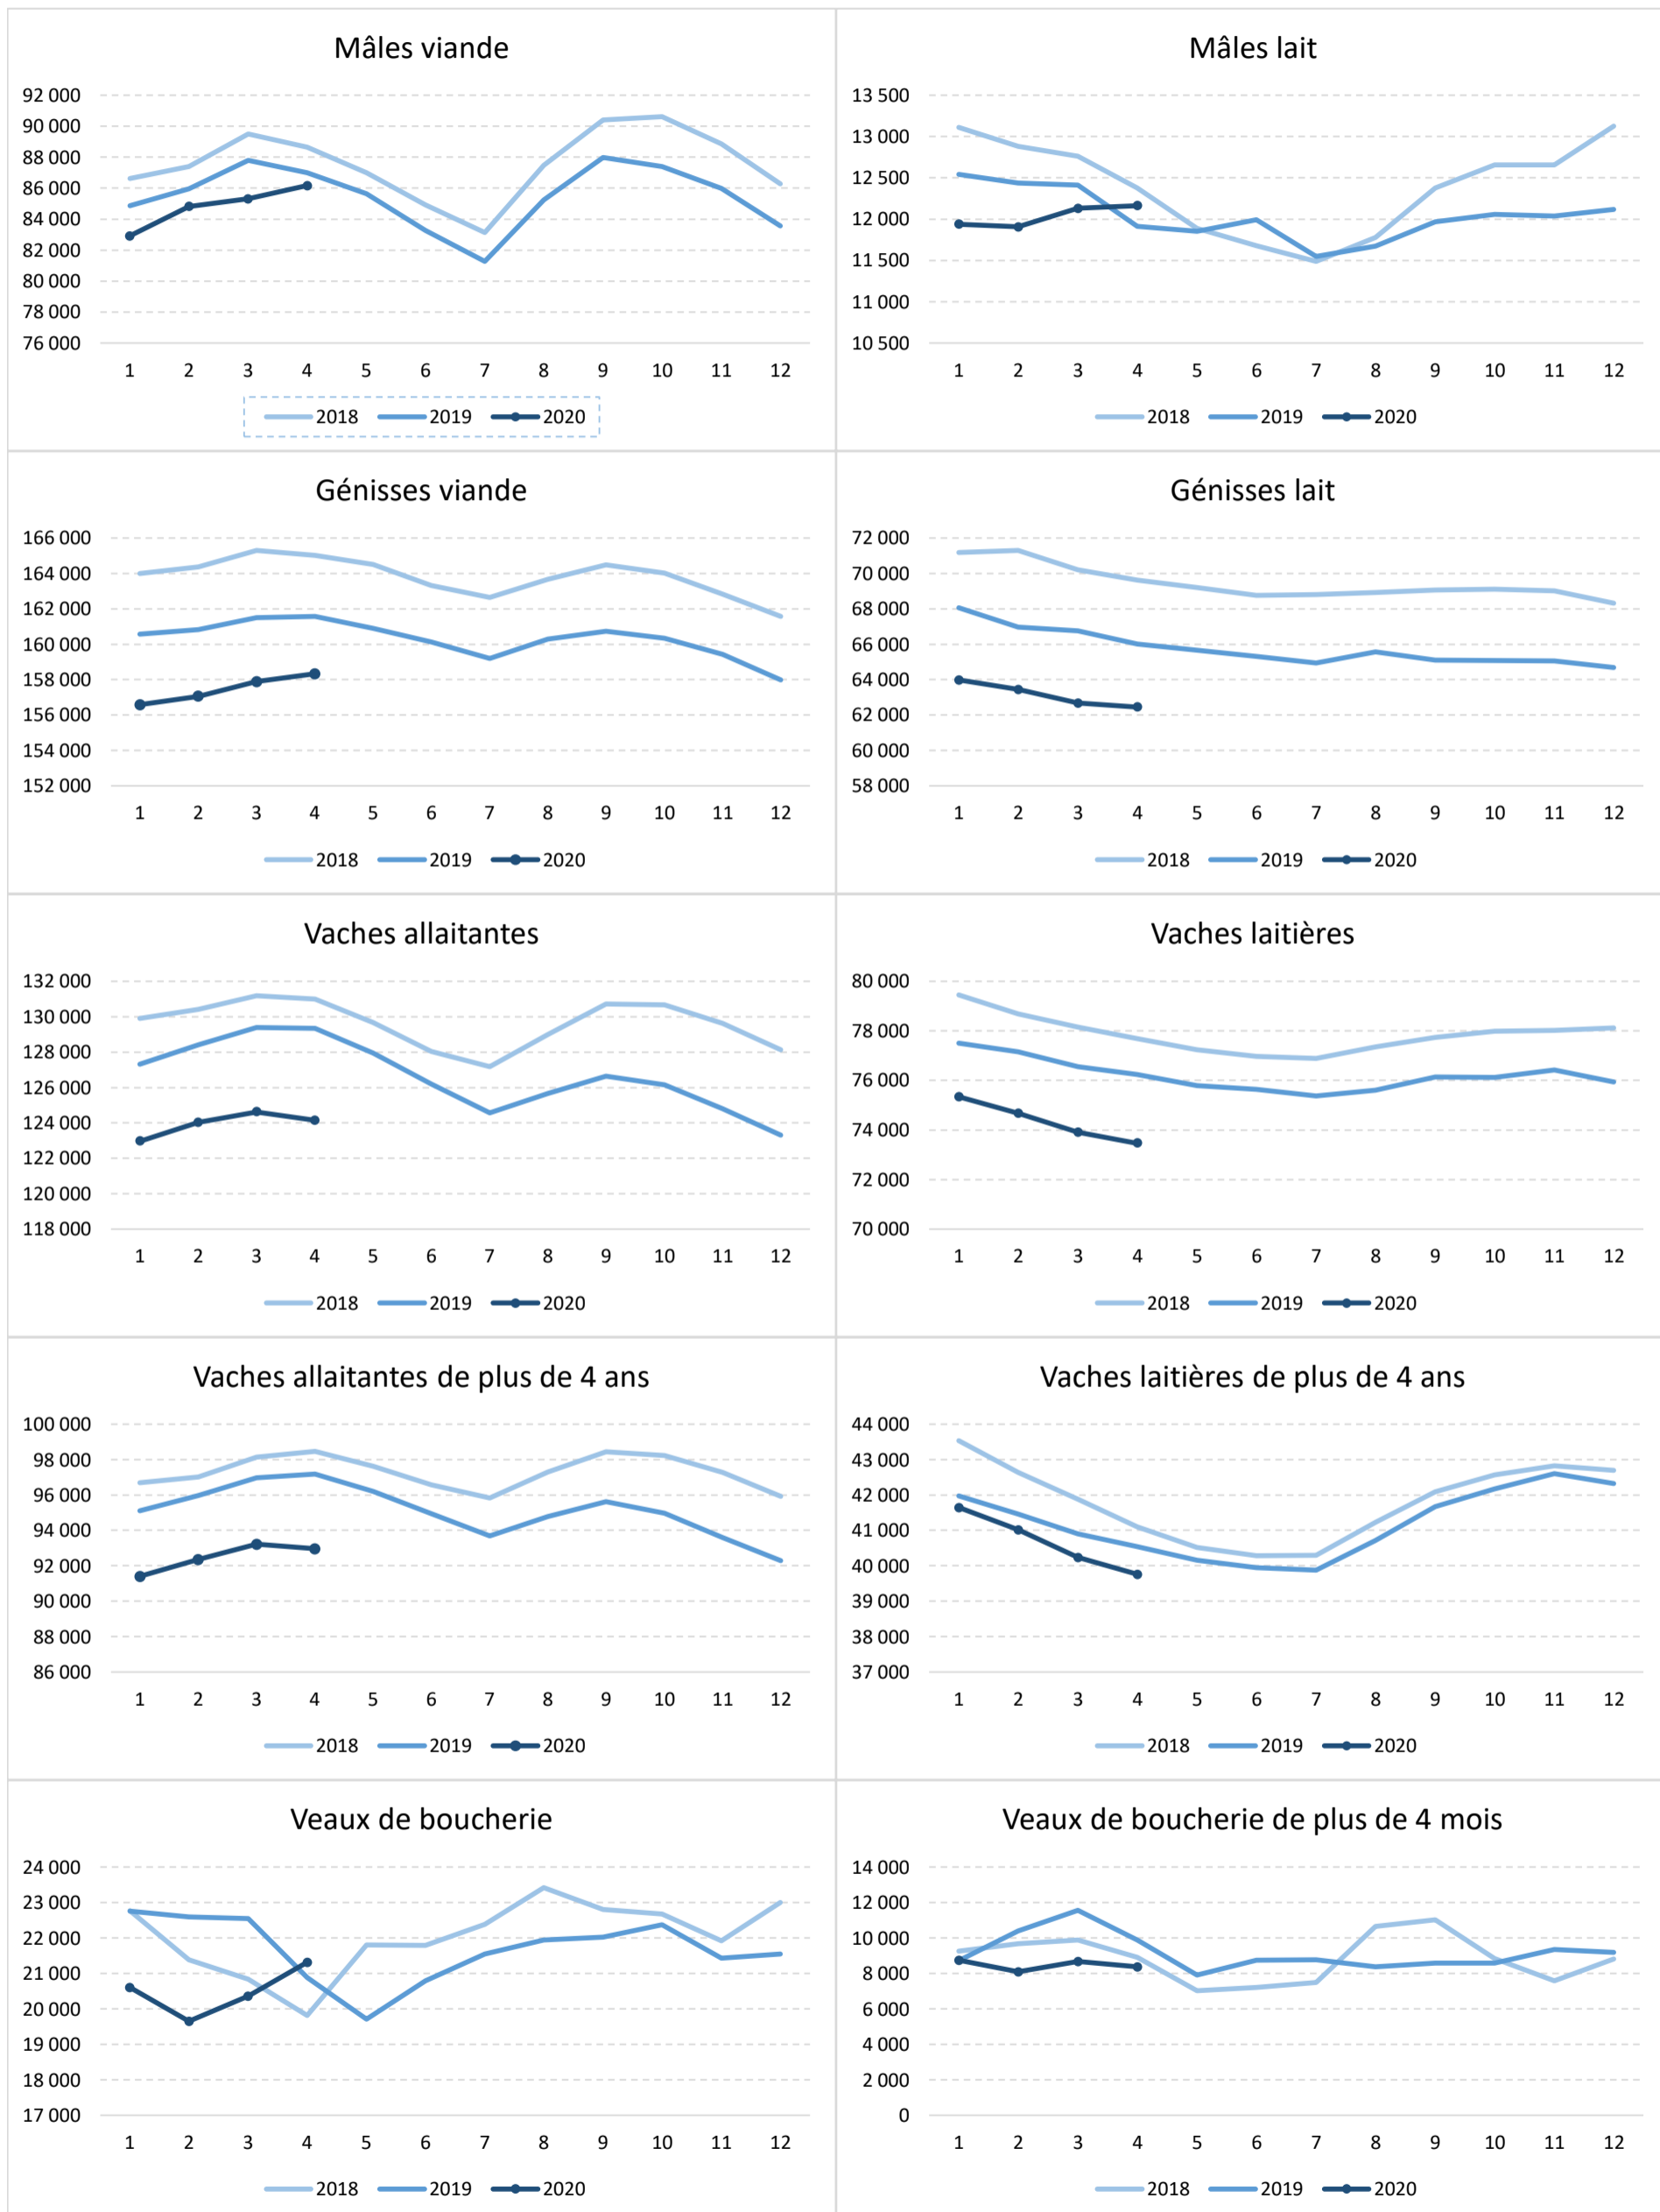 Mâles viande
92 000
90 000
88 000
86 000
84 000
82 000
80 000
78 000
76 000
1 2 3 4 5 6 7 8 9 10 11 12
2018 2019 2020
Mâles lait
13 500
13 000
12 500
12 000
11 500
11 000
10 500
1 2 3 4 5 6 7 8 9 10 11 12
2018 2019 2020
Génisses viande
166 000
164 000
162 000
160 000
158 000
156 000
154 000
152 000
1 2 3 4 5 6 7 8 9 10 11 12
2018 2019 2020
Génisses lait
72 000
70 000
68 000
66 000
64 000
62 000
60 000
58 000
1 2 3 4 5 6 7 8 9 10 11 12
2018 2019 2020
Vaches allaitantes
132 000
130 000
128 000
126 000
124 000
122 000
120 000
118 000
1 2 3 4 5 6 7 8 9 10 11 12
2018 2019 2020
Vaches laitières
80 000
78 000
76 000
74 000
72 000
70 000
1 2 3 4 5 6 7 8 9 10 11 12
2018 2019 2020
Vaches allaitantes de plus de 4 ans
100 000
98 000
96 000
94 000
92 000
90 000
88 000
86 000
1 2 3 4 5 6 7 8 9 10 11 12
2018 2019 2020
Vaches laitières de plus de 4 ans
44 000
43 000
42 000
41 000
40 000
39 000
38 000
37 000
1 2 3 4 5 6 7 8 9 10 11 12
2018 2019 2020
Veaux de boucherie
24 000
23 000
22 000
21 000
20 000
19 000
18 000
17 000
1 2 3 4 5 6 7 8 9 10 11 12
2018 2019 2020
Veaux de boucherie de plus de 4 mois
14 000
12 000
10 000
8 000
6 000
4 000
2 000
0
1 2 3 4 5 6 7 8 9 10 11 12
2018 2019 2020